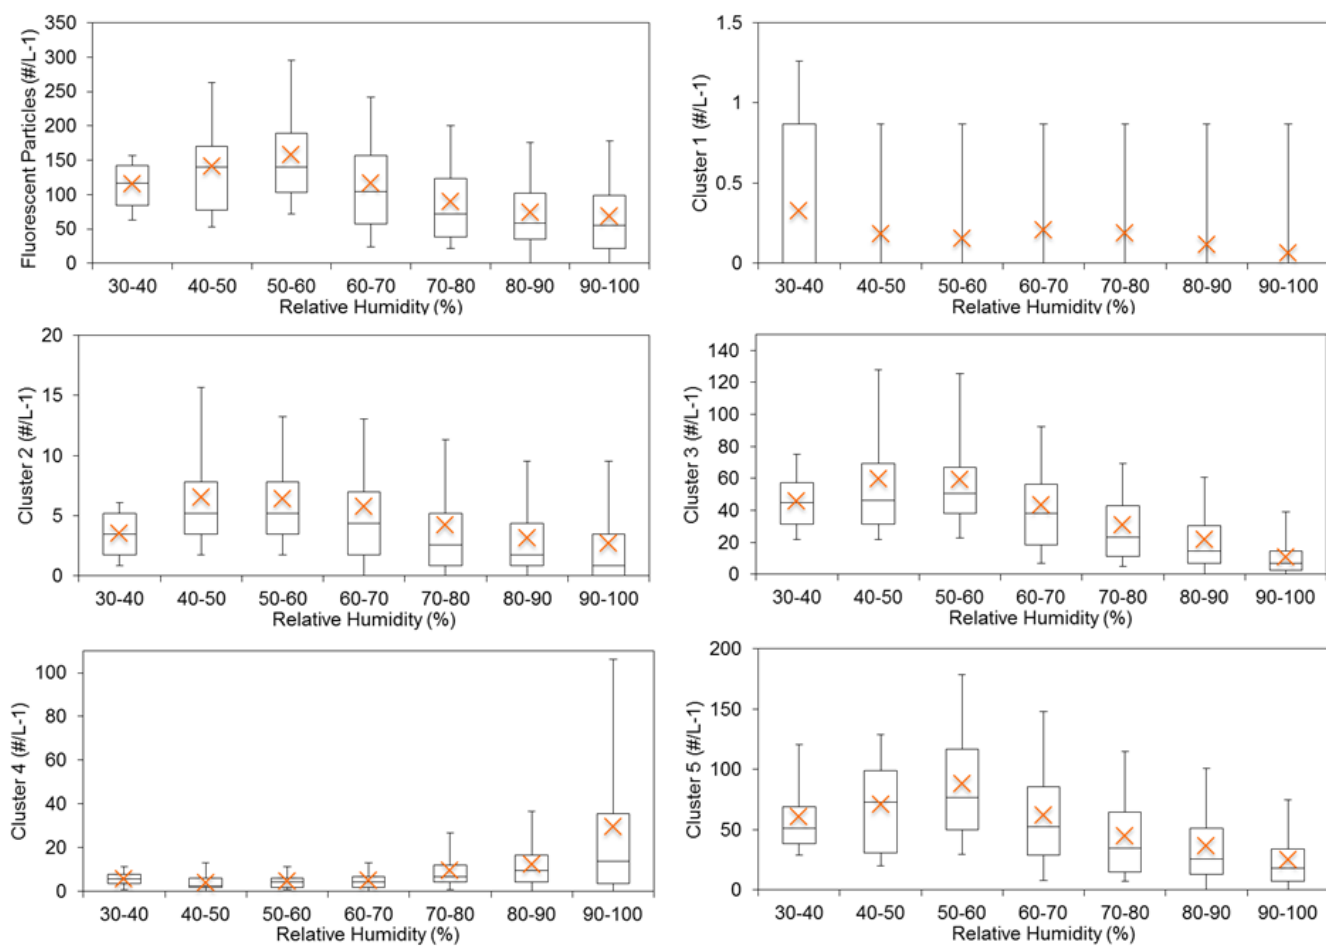 Fluorescent Particles (#/L-1)
350
300
250
200
150
100
50
0
30-40 40-50 50-60 60-70 70-80 80-90 90-100
Relative Humidity (%)
Cluster 1 (#/L-1)
1.5
1
0.5
0
30-40 40-50 50-60 60-70 70-80 80-90 90-100
Relative Humidity (%)
Cluster 2 (#/L-1)
20
15
10
5
0
30-40 40-50 50-60 60-70 70-80 80-90 90-100
Relative Humidity (%)
Cluster 3 (#/L-1)
140
120
100
80
60
40
20
0
30-40 40-50 50-60 60-70 70-80 80-90 90-100
Relative Humidity (%)
Cluster 4 (#/L-1)
100
80
60
40
20
0
30-40 40-50 50-60 60-70 70-80 80-90 90-100
Relative Humidity (%)
Cluster 5 (#/L-1)
200
150
100
50
0
30-40 40-50 50-60 60-70 70-80 80-90 90-100
Relative Humidity (%)